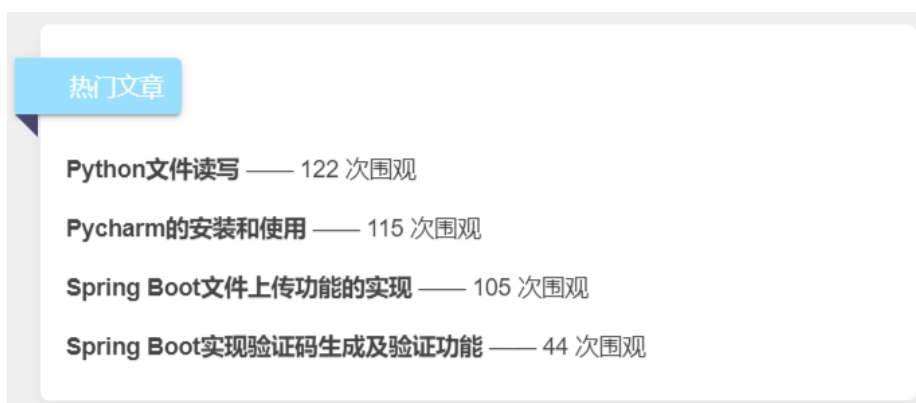 热门文章
Python文件读写 —— 122 次围观
Pycharm的安装和使用 —— 115 次围观
Spring Boot文件上传功能的实现 —— 105 次围观
Spring Boot实现验证码生成及验证功能 —— 44 次围观